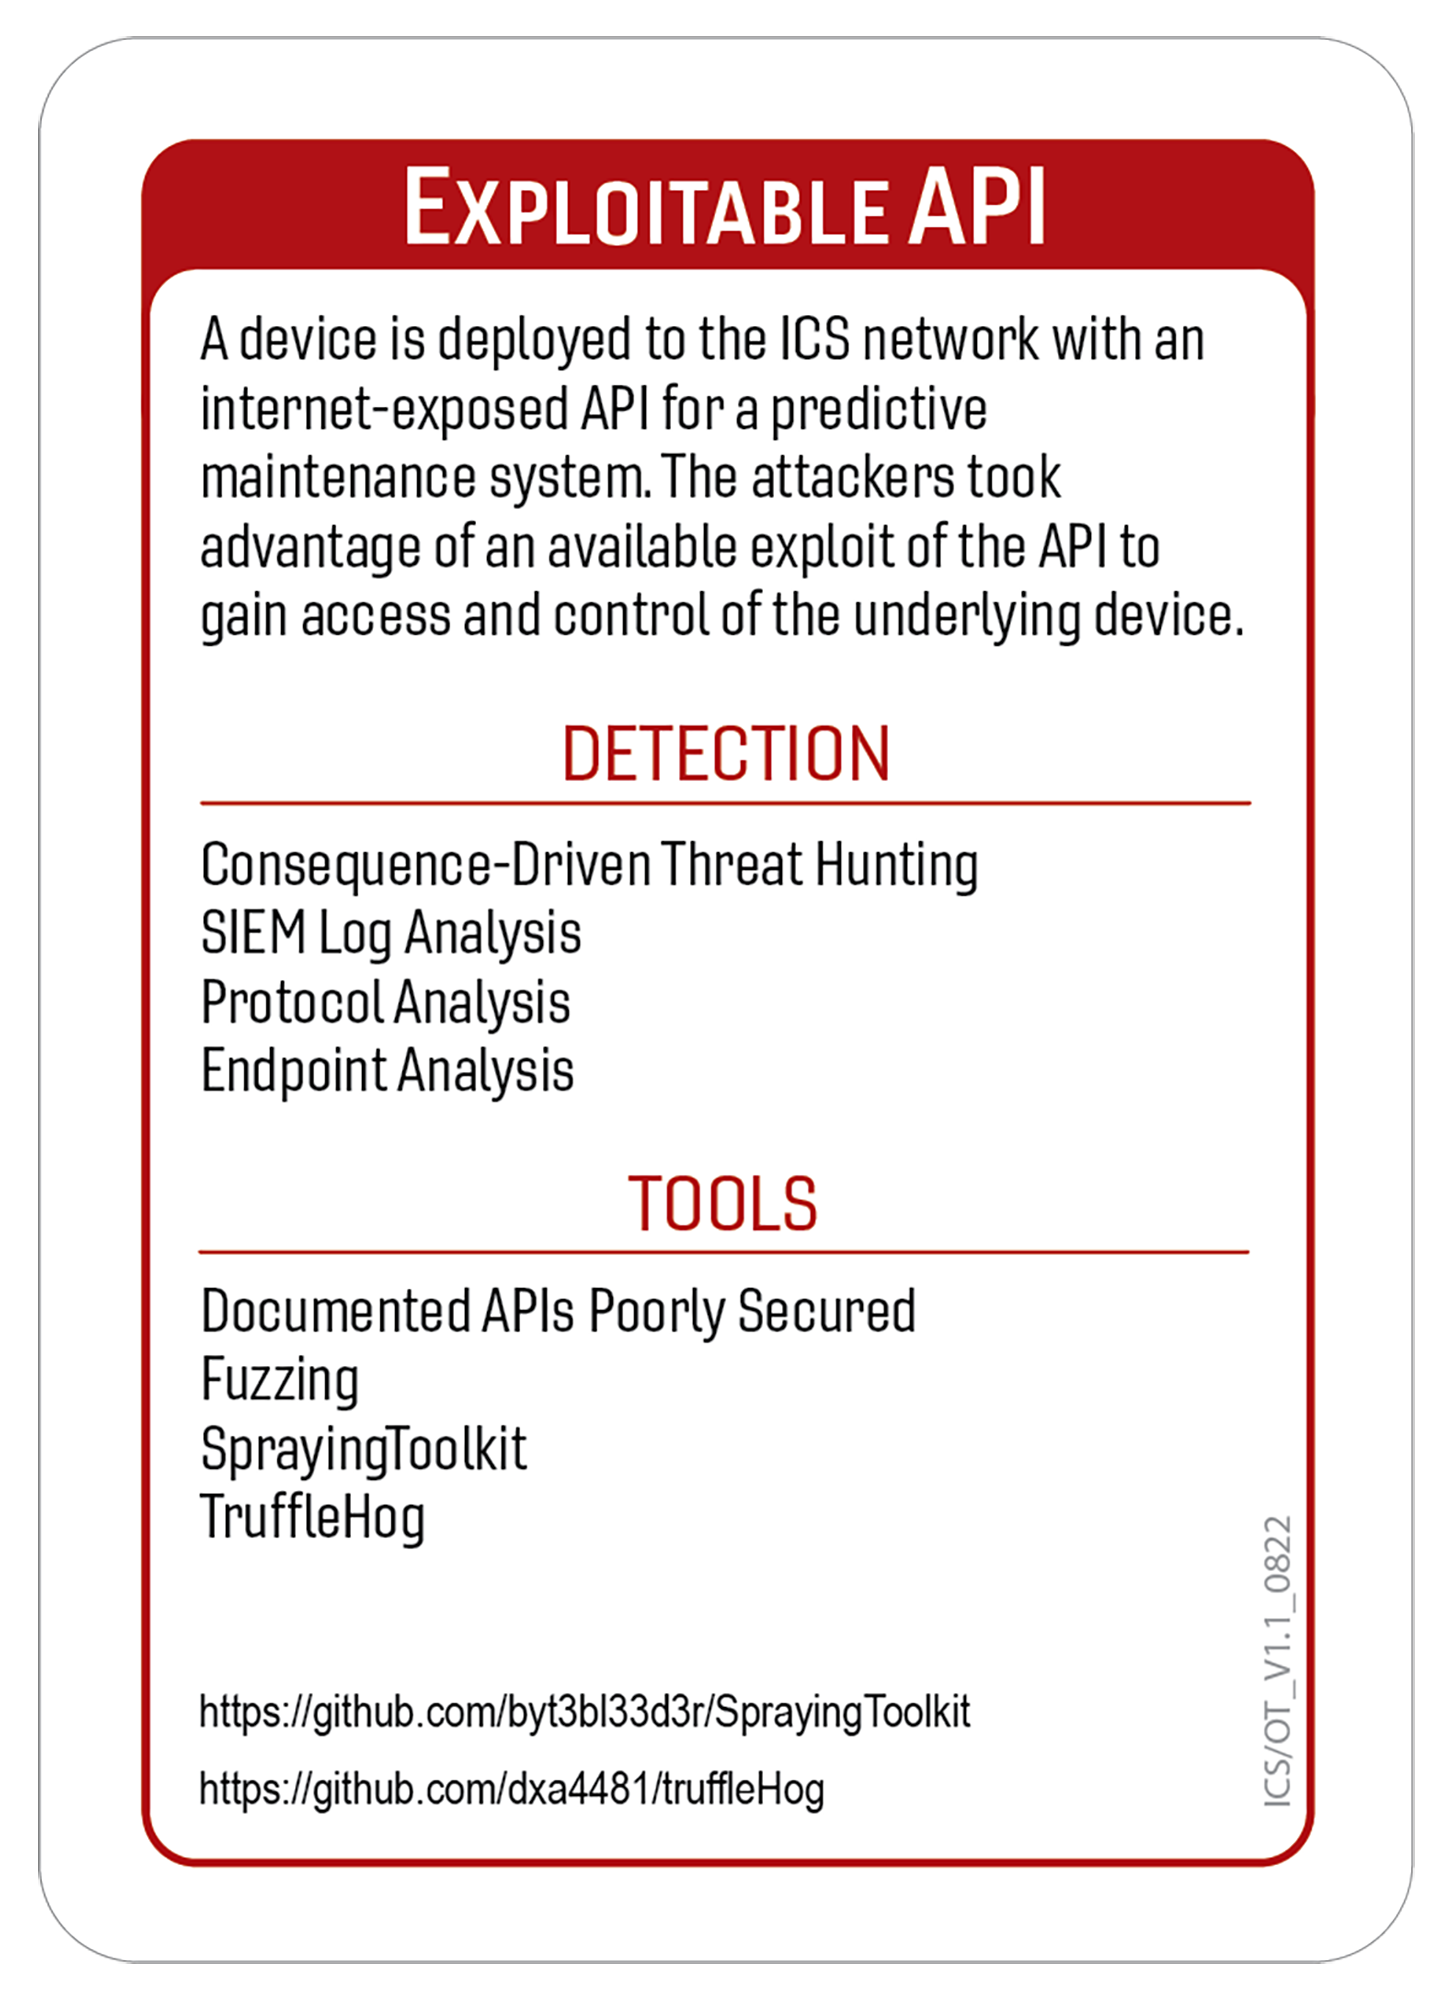 EXPLOITABLE API
A device is deployed to the ICS network with an
internet-exposed API for a predictive
maintenance system. The attackers took
advantage of an available exploit of the API to
gain access and control of the underlying device.
DETECTION
Consequence-Driven Threat Hunting
SIEM Log Analysis
Protocol Analysis
Endpoint Analysis
TOOLS
Documented APIs Poorly Secured
Fuzzing
SprayingToolkit
TruffleHog
https://github.com/byt3bl33d3r/SprayingToolkit
https://github.com/dxa4481/truffleHog
ICS/OT_V1.1_0822